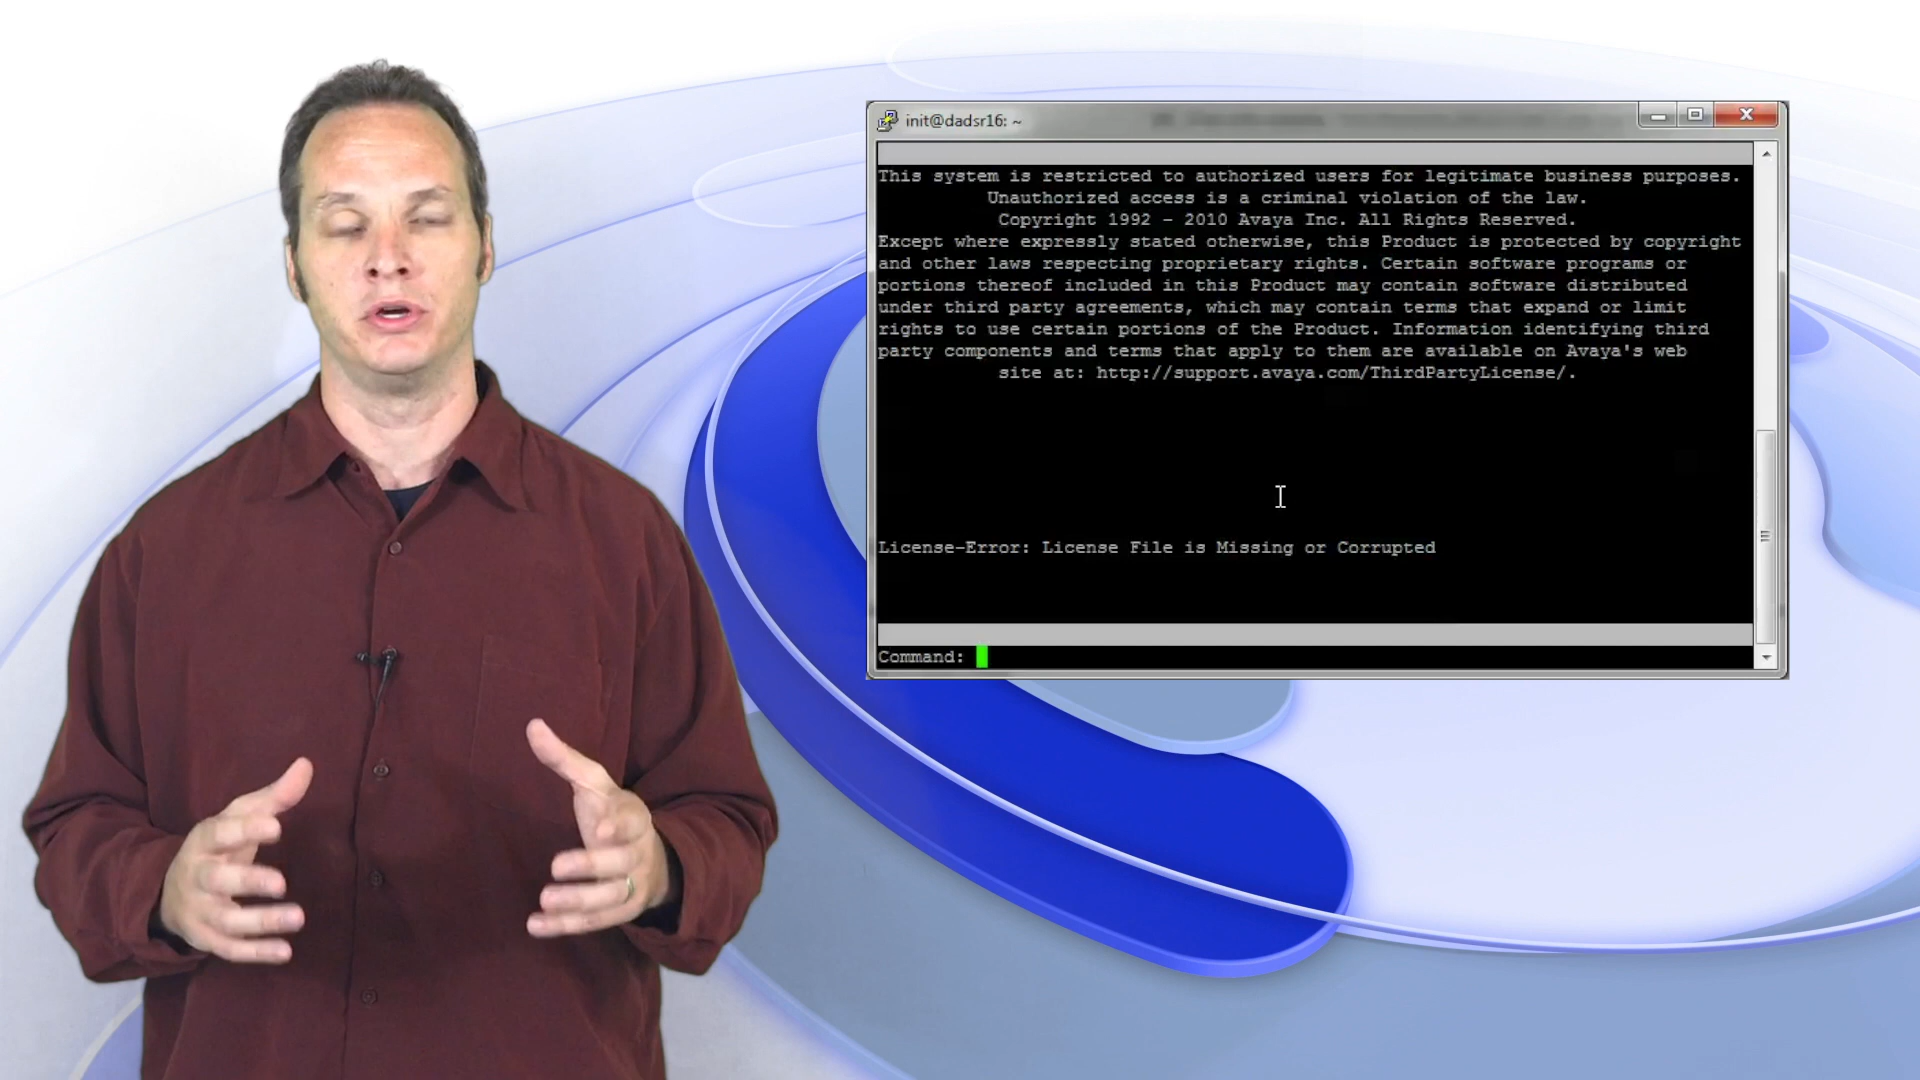 init@dadsr16: ~
This system is restricted to authorized users for legitimate business purposes.
Unauthorized access is a criminal violation of the law.
Copyright 1992 - 2010 Avaya Inc. All Rights Reserved.
Except where expressly stated otherwise, this Product is protected by copyright
and other laws respecting proprietary rights. Certain software programs or
portions thereof included in this Product may contain software distributed
under third party agreements, which may contain terms that expand or limit
rights to use certain portions of the Product. Information identifying third
party components and terms that apply to them are available on Avaya's web
site at: http://support.avaya.com/ThirdPartyLicense/.
License-Error: License File is Missing or Corrupted
Command: